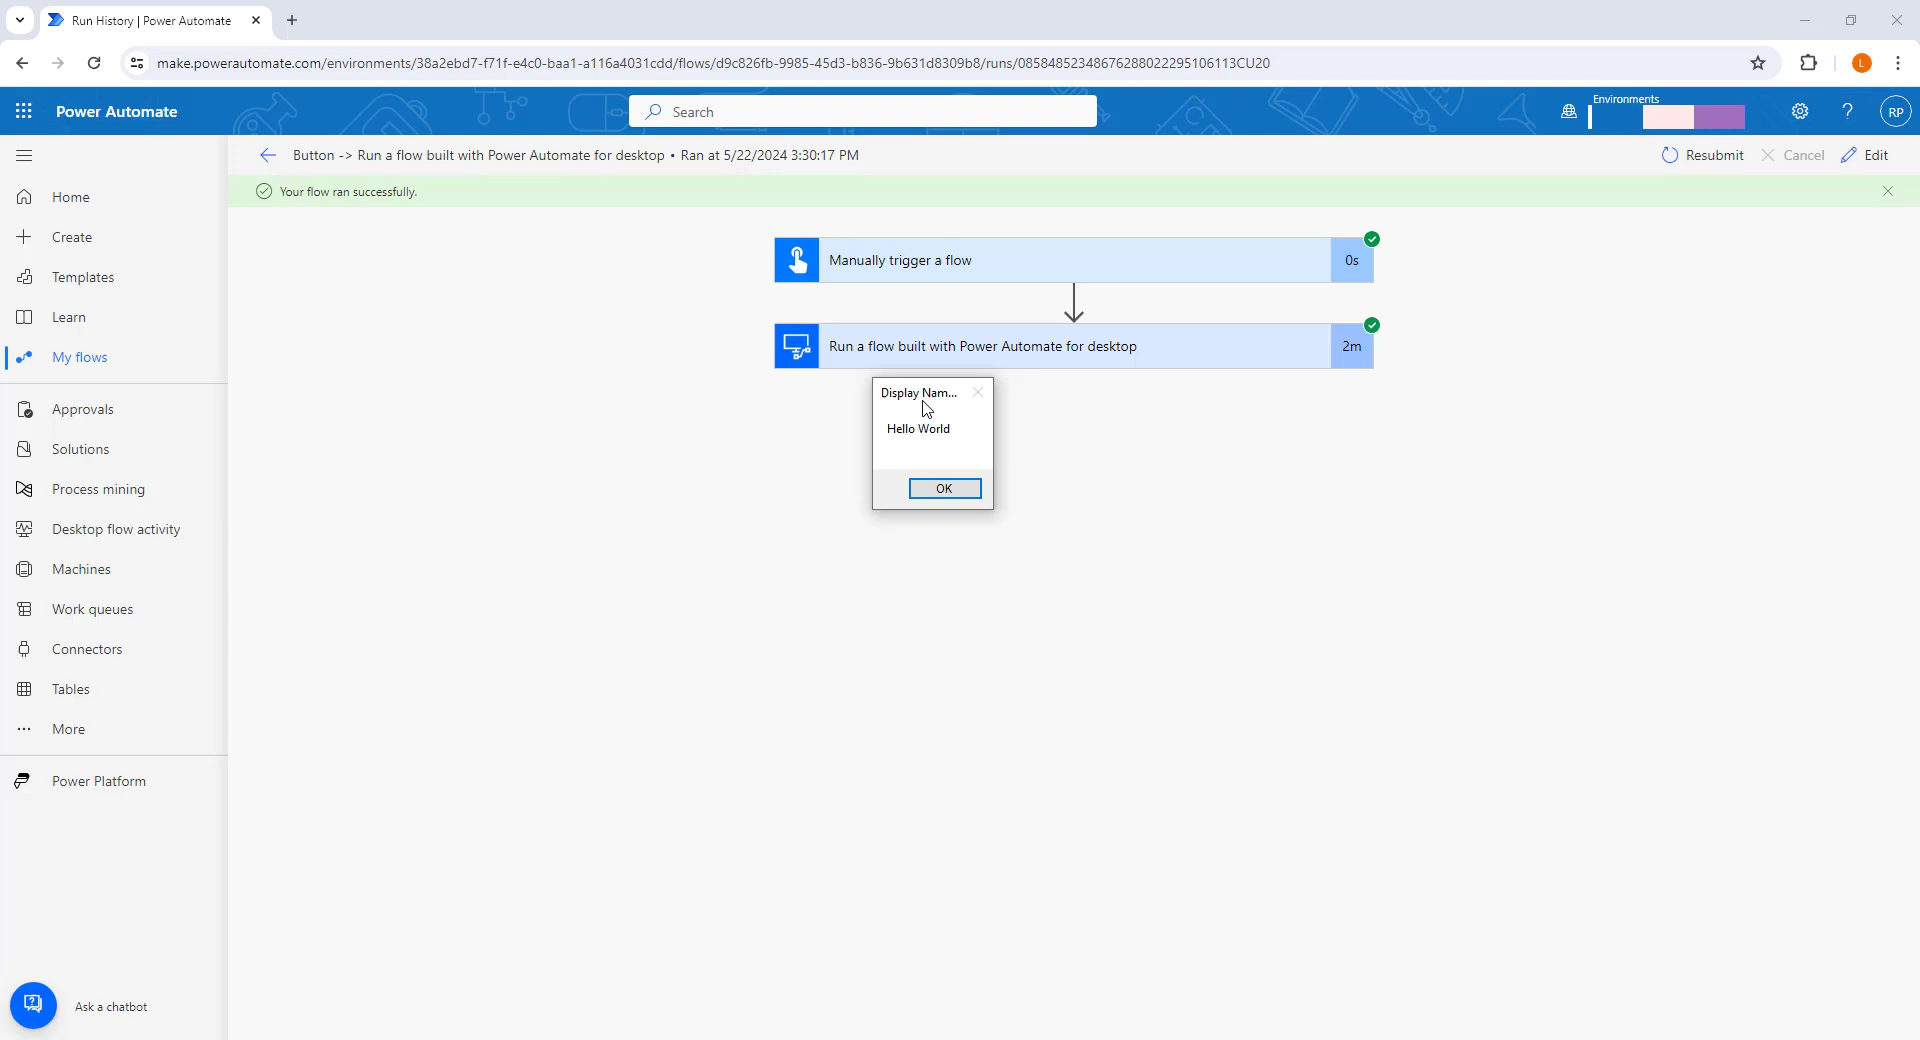 Run History | Power Automate
make.powerautomate.com/environments/38a2ebd7-f71f-e4c0-baa1-a116a4031cdd/flows/d9c826fb-9985-45d3-b836-9b631d8309b8/runs/08584852348676288022295106113CU20
L
Power Automate
Search
Environments
RP
Button -> Run a flow built with Power Automate for desktop • Ran at 5/22/2024 3:30:17 PM
Resubmit
Cancel
Edit
Your flow ran successfully.
Home
Create
Templates
Learn
My flows
Approvals
Solutions
Process mining
Desktop flow activity
Machines
Work queues
Connectors
Tables
More
Power Platform
Ask a chatbot
Manually trigger a flow
0s
Run a flow built with Power Automate for desktop
2m
Display Nam...
Hello World
OK